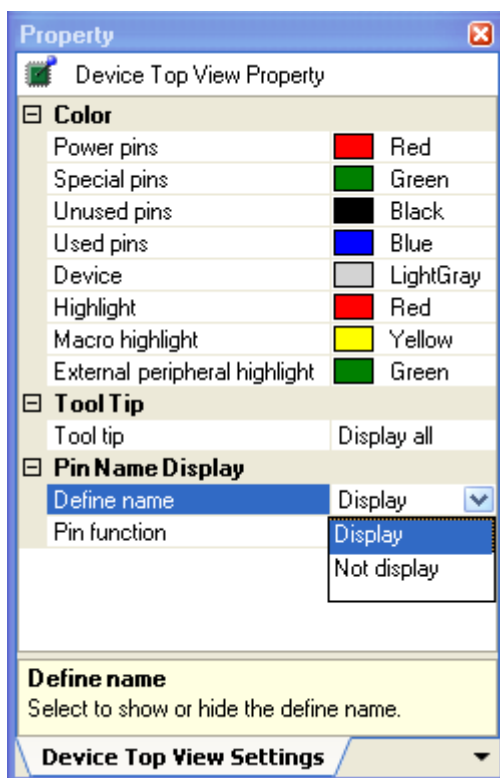 Property
Device Top View Property
Color
Power pins Red
Special pins Green
Unused pins Black
Used pins Blue
Device LightGray
Highlight Red
Macro highlight Yellow
External peripheral highlight Green
Tool Tip
Tool tip Display all
Pin Name Display
Define name Display
Pin function Display
Not display
Define name
Select to show or hide the define name.
Device Top View Settings